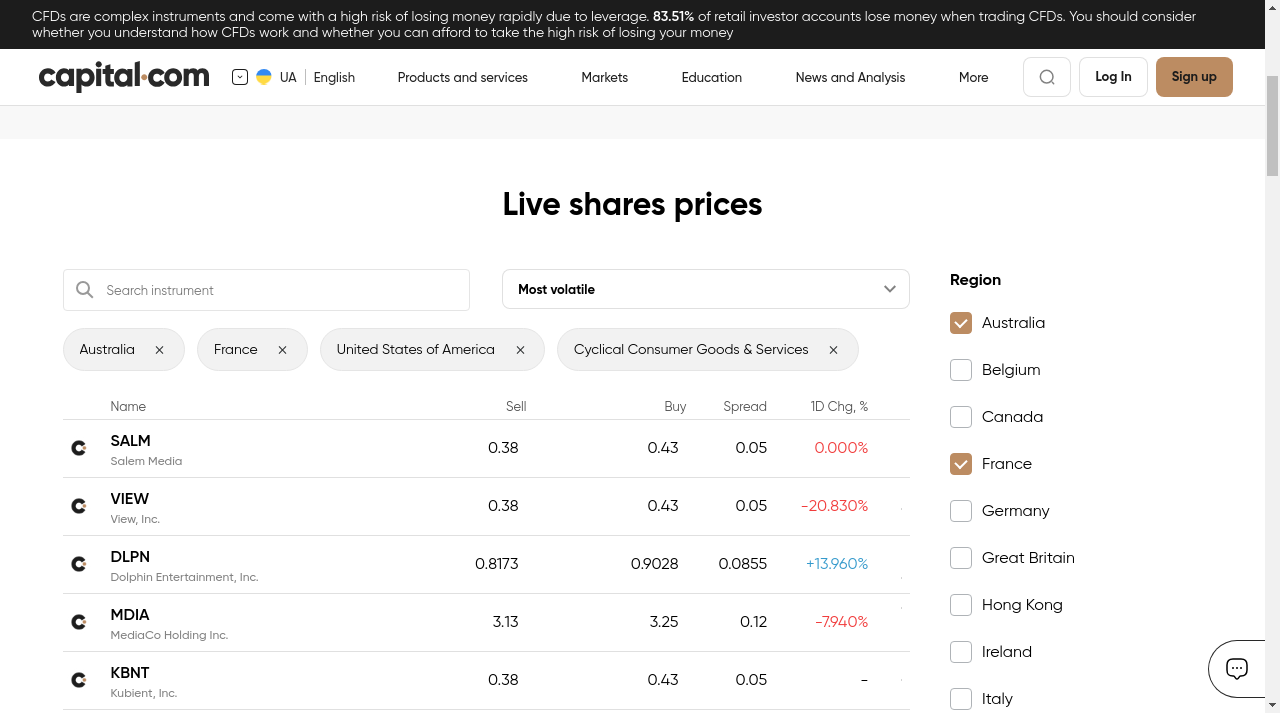 CFDs are complex instruments and come with a high risk of losing money rapidly due to leverage. 83.51% of retail investor accounts lose money when trading CFDs. You should consider
whether you understand how CFDs work and whether you can afford to take the high risk of losing your money
capital.com UA English Products and services Markets Education News and Analysis More Log In Sign up
Live shares prices
Search instrument Most volatile
Region
Australia France United States of America Cyclical Consumer Goods & Services
Name Sell Buy Spread 1D Chg, %
SALM 0.38 0.43 0.05 0.000%
Salem Media
VIEW 0.38 0.43 0.05 -20.830%
View, Inc.
DLPN 0.8173 0.9028 0.0855 +13.960%
Dolphin Entertainment, Inc.
MDIA 3.13 3.25 0.12 -7.940%
MediaCo Holding Inc.
KBNT 0.38 0.43 0.05 -
Kubient, Inc.
Australia
Belgium
Canada
France
Germany
Great Britain
Hong Kong
Ireland
Italy